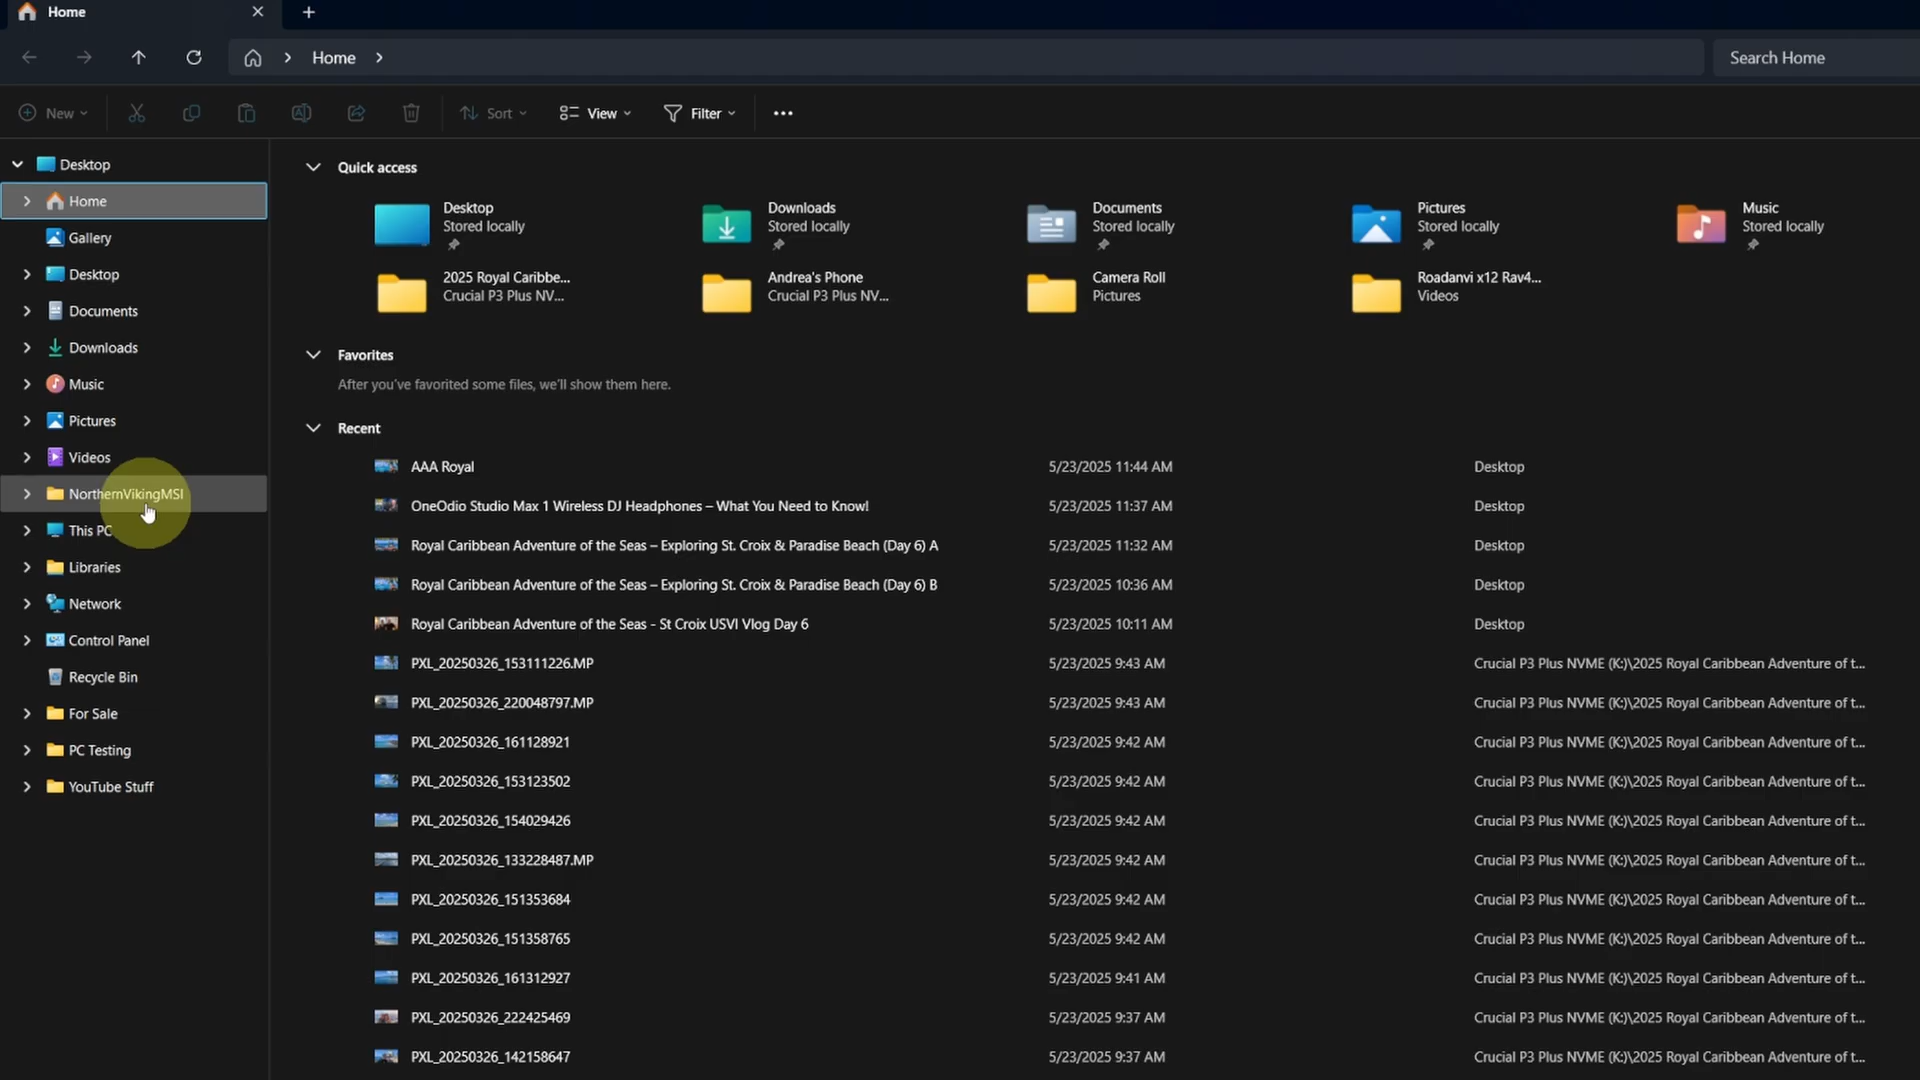 Home
Home
Search Home
New
Sort
View
Filter
Desktop
Home
Gallery
Desktop
Documents
Downloads
Music
Pictures
Videos
NorthernVikingMSI
This PC
Libraries
Network
Control Panel
Recycle Bin
For Sale
PC Testing
YouTube Stuff
Quick access
Desktop
Stored locally
Downloads
Stored locally
Documents
Stored locally
Pictures
Stored locally
Music
Stored locally
2025 Royal Caribbe...
Crucial P3 Plus NV...
Andrea's Phone
Crucial P3 Plus NV...
Camera Roll
Pictures
Roadanvi x12 Rav4...
Videos
Favorites
After you've favorited some files, we'll show them here.
Recent
AAA Royal 5/23/2025 11:44 AM Desktop
OneOdio Studio Max 1 Wireless DJ Headphones – What You Need to Know! 5/23/2025 11:37 AM Desktop
Royal Caribbean Adventure of the Seas – Exploring St. Croix & Paradise Beach (Day 6) A 5/23/2025 11:32 AM Desktop
Royal Caribbean Adventure of the Seas – Exploring St. Croix & Paradise Beach (Day 6) B 5/23/2025 10:36 AM Desktop
Royal Caribbean Adventure of the Seas - St Croix USVI Vlog Day 6 5/23/2025 10:11 AM Desktop
PXL_20250326_153111226.MP 5/23/2025 9:43 AM Crucial P3 Plus NVME (K:)\2025 Royal Caribbean Adventure of t...
PXL_20250326_220048797.MP 5/23/2025 9:43 AM Crucial P3 Plus NVME (K:)\2025 Royal Caribbean Adventure of t...
PXL_20250326_161128921 5/23/2025 9:42 AM Crucial P3 Plus NVME (K:)\2025 Royal Caribbean Adventure of t...
PXL_20250326_153123502 5/23/2025 9:42 AM Crucial P3 Plus NVME (K:)\2025 Royal Caribbean Adventure of t...
PXL_20250326_154029426 5/23/2025 9:42 AM Crucial P3 Plus NVME (K:)\2025 Royal Caribbean Adventure of t...
PXL_20250326_133228487.MP 5/23/2025 9:42 AM Crucial P3 Plus NVME (K:)\2025 Royal Caribbean Adventure of t...
PXL_20250326_151353684 5/23/2025 9:42 AM Crucial P3 Plus NVME (K:)\2025 Royal Caribbean Adventure of t...
PXL_20250326_151358765 5/23/2025 9:42 AM Crucial P3 Plus NVME (K:)\2025 Royal Caribbean Adventure of t...
PXL_20250326_161312927 5/23/2025 9:41 AM Crucial P3 Plus NVME (K:)\2025 Royal Caribbean Adventure of t...
PXL_20250326_222425469 5/23/2025 9:37 AM Crucial P3 Plus NVME (K:)\2025 Royal Caribbean Adventure of t...
PXL_20250326_142158647 5/23/2025 9:37 AM Crucial P3 Plus NVME (K:)\2025 Royal Caribbean Adventure of t...